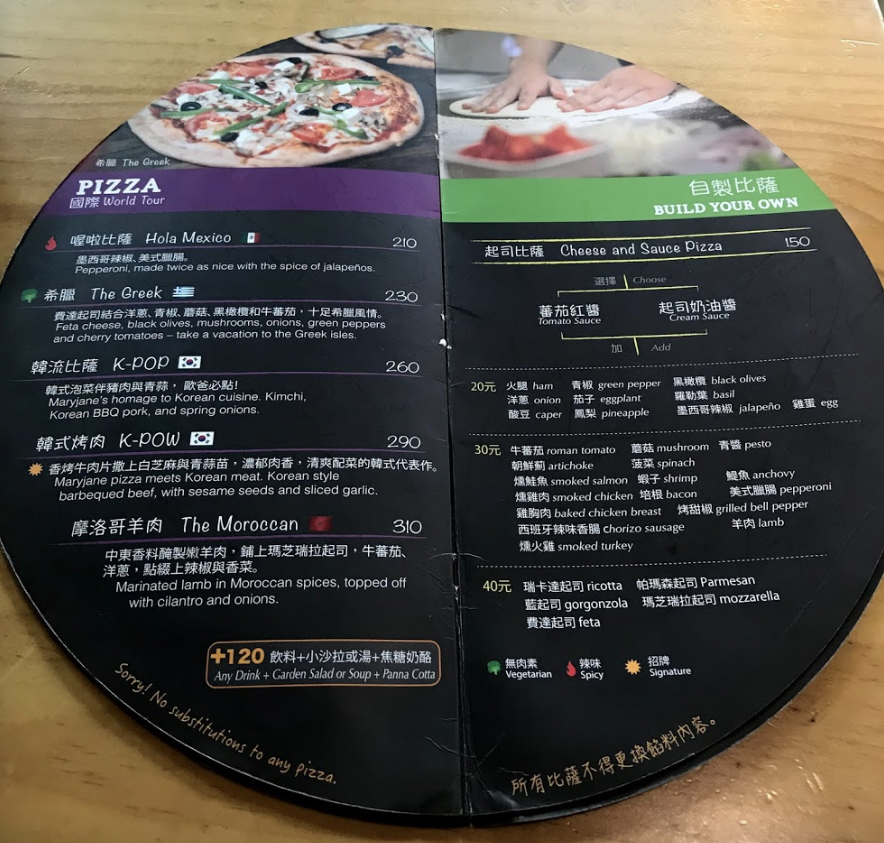 希臘 The Greek
PIZZA
國際 World Tour
喔啦比薩 Hola Mexico 210
墨西哥辣椒、美式臘腸。
Pepperoni, made twice as nice with the spice of jalapeños.
希臘 The Greek 230
費達起司結合洋蔥、青椒、蘑菇、黑橄欖和牛蕃茄，十足希臘風情。
Feta cheese, black olives, mushrooms, onions, green peppers
and cherry tomatoes – take a vacation to the Greek isles.
韓流比薩 K-POP 260
韓式泡菜伴豬肉與青蒜， 歐爸必點!
Maryjane's homage to Korean cuisine. Kimchi,
Korean BBQ pork, and spring onions.
韓式烤肉 K-POW 290
香烤牛肉片撒上白芝麻與青蒜苗，濃郁肉香，清爽配菜的韓式代表作。
Maryjane pizza meets Korean meat. Korean style
barbequed beef, with sesame seeds and sliced garlic.
摩洛哥羊肉 The Moroccan 310
中東香料醃製嫩羊肉，鋪上瑪芝瑞拉起司，牛蕃茄、
洋蔥，點綴上辣椒與香菜。
Marinated lamb in Moroccan spices, topped off
with cilantro and onions.
+120 飲料+小沙拉或湯+焦糖奶酪
Any Drink + Garden Salad or Soup + Panna Cotta
Sorry! No substitutions to any pizza.
自製比薩
BUILD YOUR OWN
起司比薩 Cheese and Sauce Pizza 150
選擇 Choose
蕃茄紅醬 起司奶油醬
Tomato Sauce Cream Sauce
加 Add
20元 火腿 ham 青椒 green pepper 黑橄欖 black olives
洋蔥 onion 茄子 eggplant 羅勒葉 basil
酸豆 caper 鳳梨 pineapple 墨西哥辣椒 jalapeño 雞蛋 egg
30元 牛蕃茄 roman tomato 蘑菇 mushroom 青醬 pesto
朝鮮薊 artichoke 菠菜 spinach
燻鮭魚 smoked salmon 蝦子 shrimp 鯷魚 anchovy
燻雞肉 smoked chicken 培根 bacon 美式臘腸 pepperoni
雞胸肉 baked chicken breast 烤甜椒 grilled bell pepper
西班牙辣味香腸 chorizo sausage 羊肉 lamb
燻火雞 smoked turkey
40元 瑞卡達起司 ricotta 帕瑪森起司 Parmesan
藍起司 gorgonzola 瑪芝瑞拉起司 mozzarella
費達起司 feta
無肉素 辣味 招牌
Vegetarian Spicy Signature
所有比薩不得更換餡料內容。